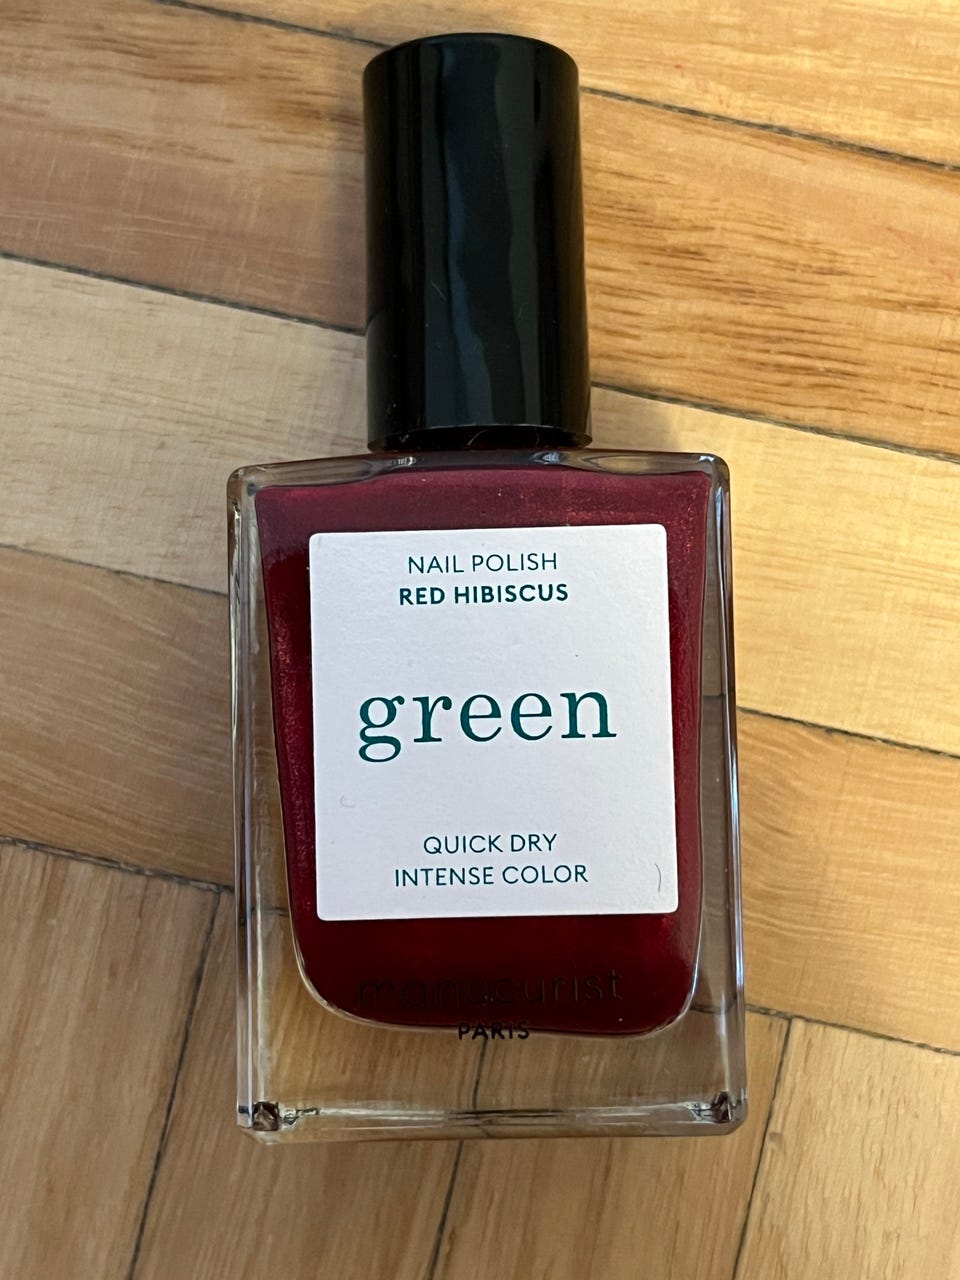 NAIL POLISH
RED HIBISCUS
green
QUICK DRY
INTENSE COLOR
manucurist
PARIS